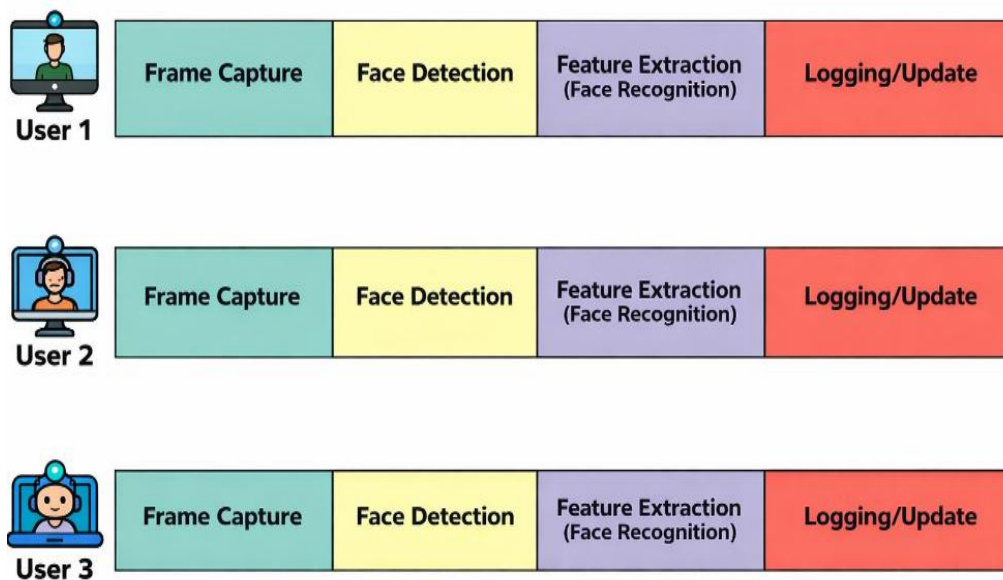 Frame Capture
Face Detection
Feature Extraction
(Face Recognition)
Logging/Update
User 1
Frame Capture
Face Detection
Feature Extraction
(Face Recognition)
Logging/Update
User 2
Frame Capture
Face Detection
Feature Extraction
(Face Recognition)
Logging/Update
User 3